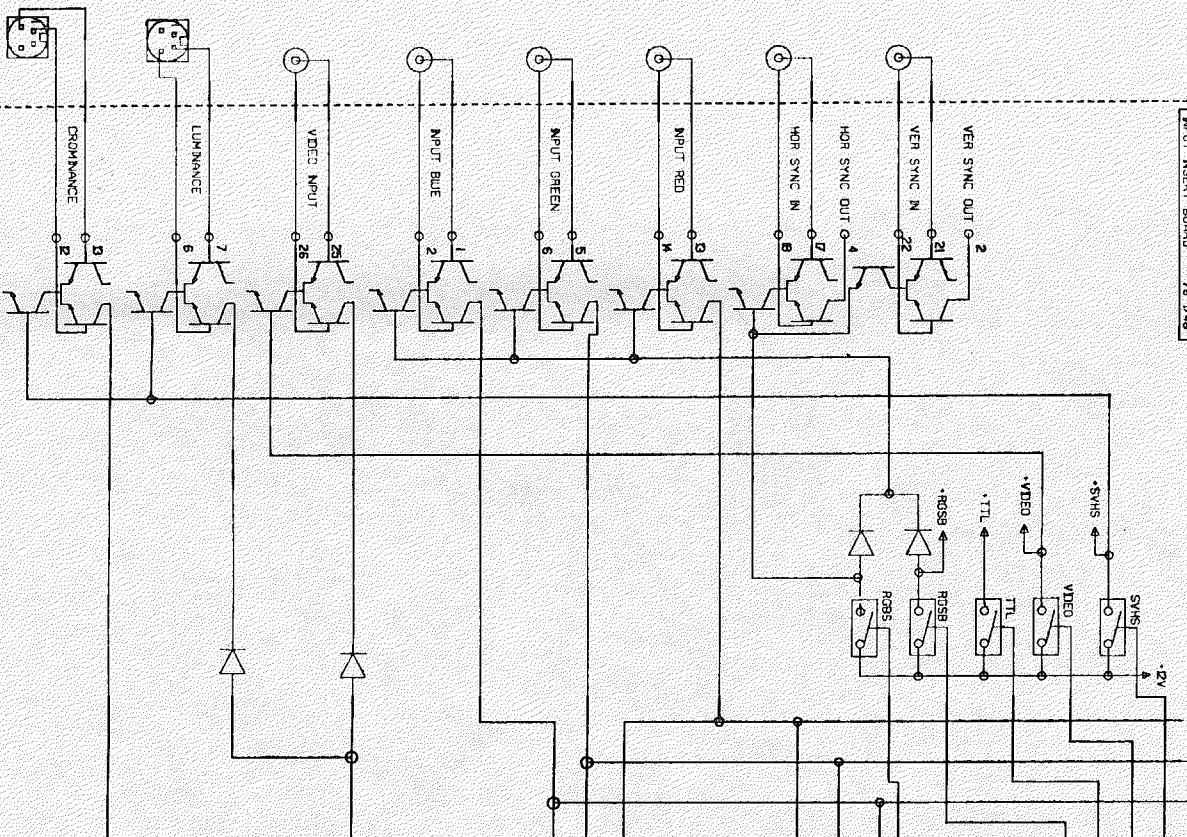 CROMINANCE
LUMINANCE
VIDEO INPUT
INPUT BLUE
INPUT GREEN
INPUT RED
HOR SYNC IN
HOR SYNC OUT
VER SYNC IN
VER SYNC OUT
12
13
6
7
26
25
2
1
6
5
14
13
18
17
4
22
21
2
+RGSB
+TTL
+VIDEO
+SVHS
RGBS
RGSB
TTL
VIDEO
SVHS
-12V